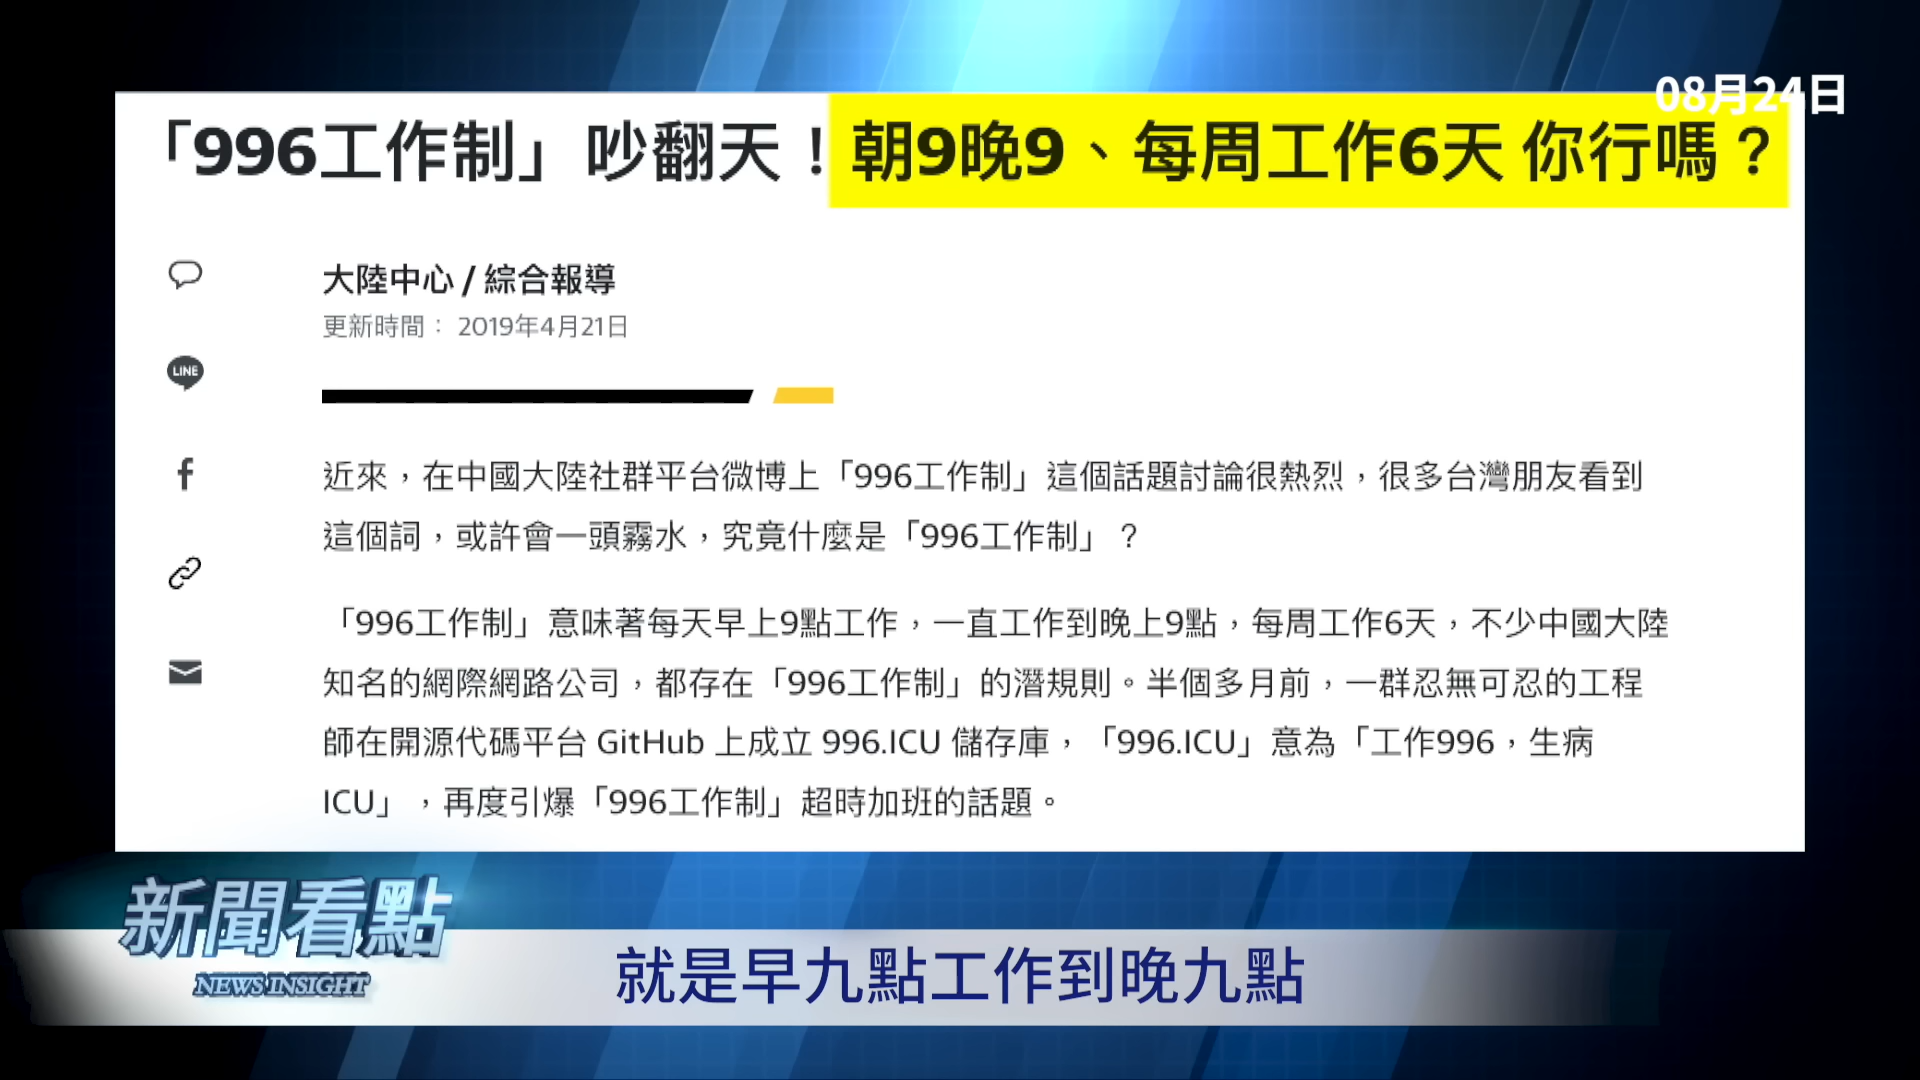 08月24日
「996工作制」吵翻天！朝9晚9、每周工作6天 你行嗎？
大陸中心 / 綜合報導
更新時間： 2019年4月21日
LINE
近來，在中國大陸社群平台微博上「996工作制」這個話題討論很熱烈，很多台灣朋友看到
這個詞，或許會一頭霧水，究竟什麼是「996工作制」？
「996工作制」意味著每天早上9點工作，一直工作到晚上9點，每周工作6天，不少中國大陸
知名的網際網路公司，都存在「996工作制」的潛規則。半個多月前，一群忍無可忍的工程
師在開源代碼平台 GitHub 上成立 996.ICU 儲存庫，「996.ICU」意為「工作996，生病
ICU」，再度引爆「996工作制」超時加班的話題。
新聞看點
NEWS INSIGHT
就是早九點工作到晚九點